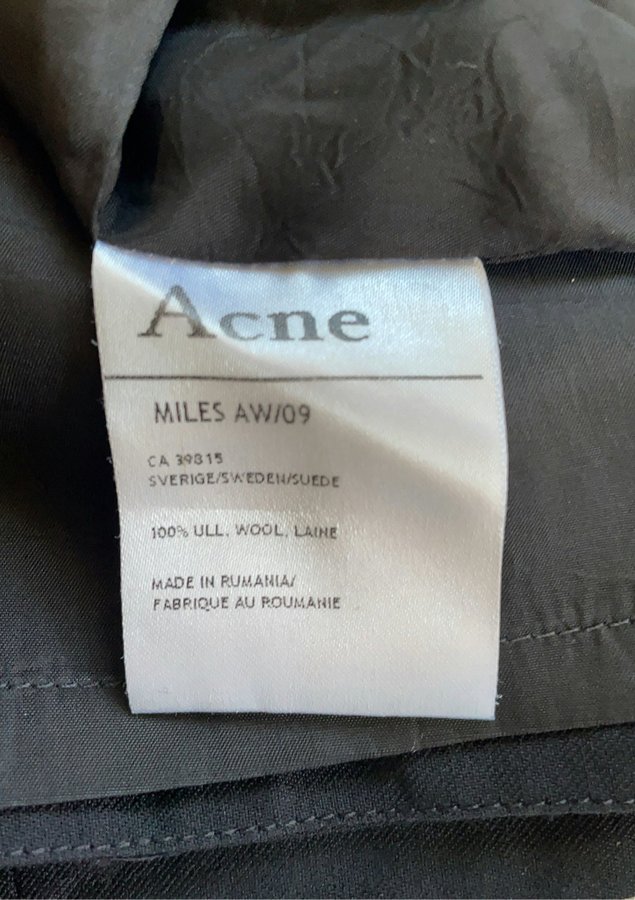 Acne
MILES AW/09
CA 39815
SVERIGE/SWEDEN/SUEDE
100% ULL, WOOL, LAINE
MADE IN RUMANIA/
FABRIQUE AU ROUMANIE